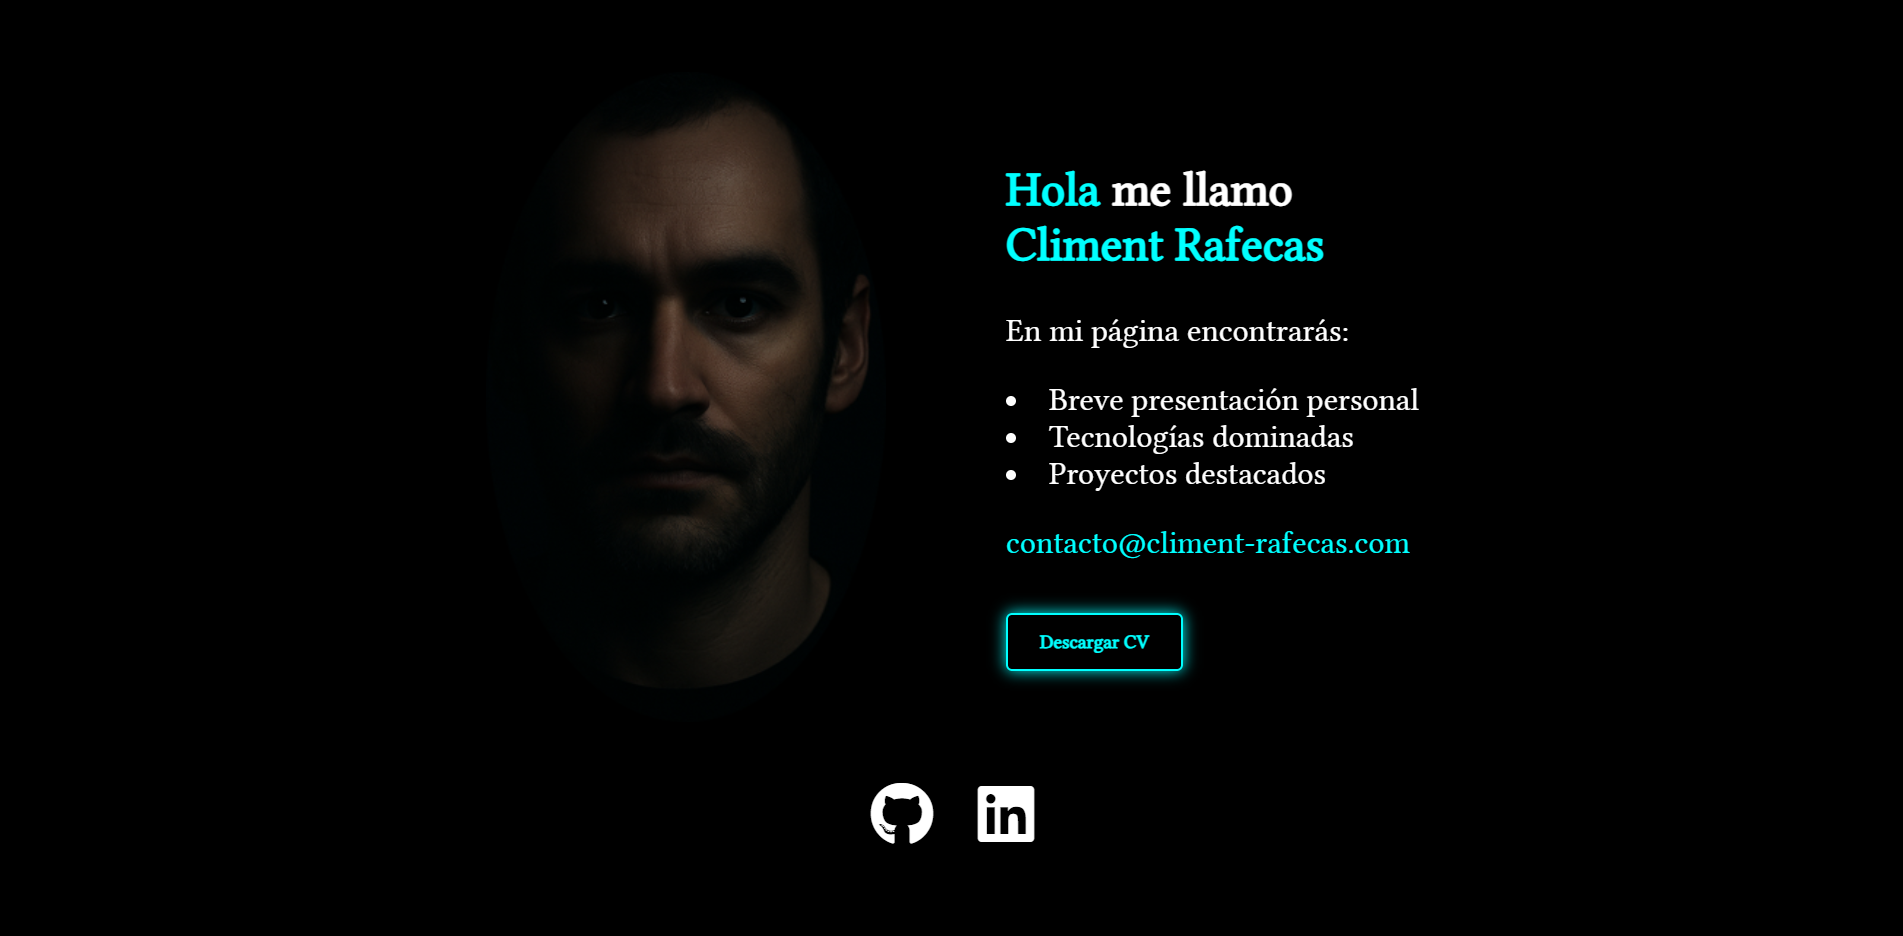 Hola me llamo
Climent Rafecas
En mi página encontrarás:
• Breve presentación personal
• Tecnologías dominadas
• Proyectos destacados
contacto@climent-rafecas.com
Descargar CV
in